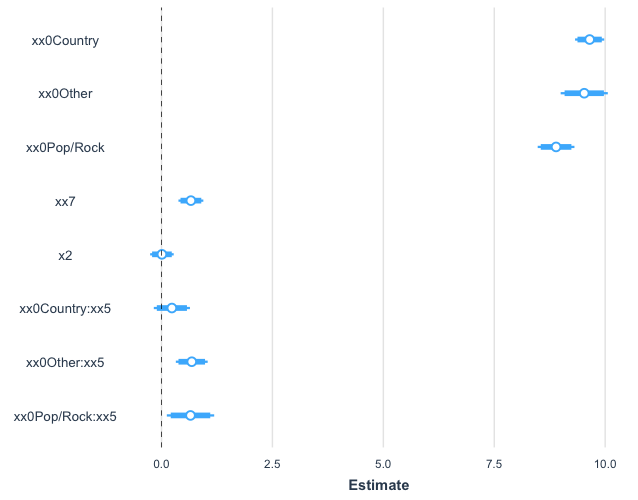 xx0Country
xx0Other
xx0Pop/Rock
xx7
x2
xx0Country:xx5
xx0Other:xx5
xx0Pop/Rock:xx5
0.0 2.5 5.0 7.5 10.0
Estimate